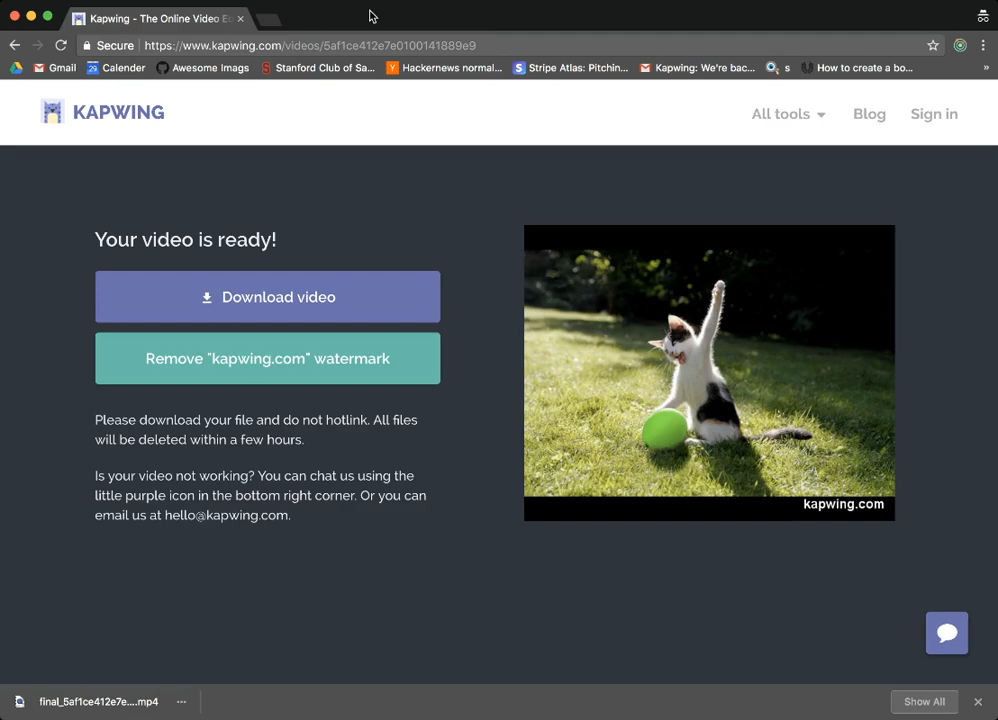 Kapwing - The Online Video Ed
Secure
https://www.kapwing.com/videos/5af1ce412e7e0100141889e9
Gmail
29
Calender
Awesome Imags
S
Stanford Club of Sa...
Y
Hackernews normal...
S
Stripe Atlas: Pitchin...
Kapwing: We're bac...
s
How to create a bo...
»
KAPWING
All tools
Blog
Sign in
Your video is ready!
Download video
Remove "kapwing.com" watermark
Please download your file and do not hotlink. All files
will be deleted within a few hours.
Is your video not working? You can chat us using the
little purple icon in the bottom right corner. Or you can
email us at hello@kapwing.com.
kapwing.com
final_5af1ce412e7e....mp4
Show All